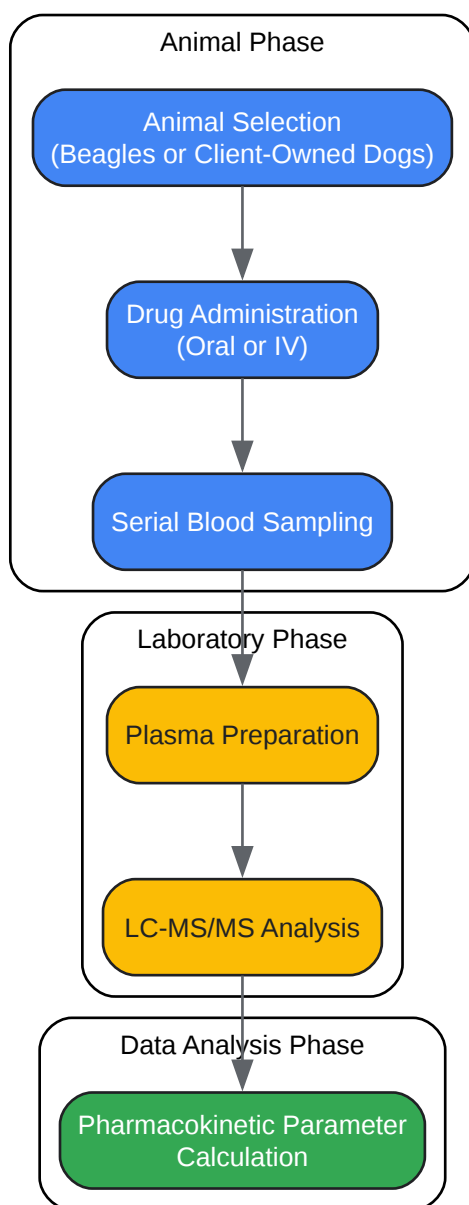 Animal Phase
Animal Selection
(Beagles or Client-Owned Dogs)
Drug Administration
(Oral or IV)
Serial Blood Sampling
Laboratory Phase
Plasma Preparation
LC-MS/MS Analysis
Data Analysis Phase
Pharmacokinetic Parameter
Calculation